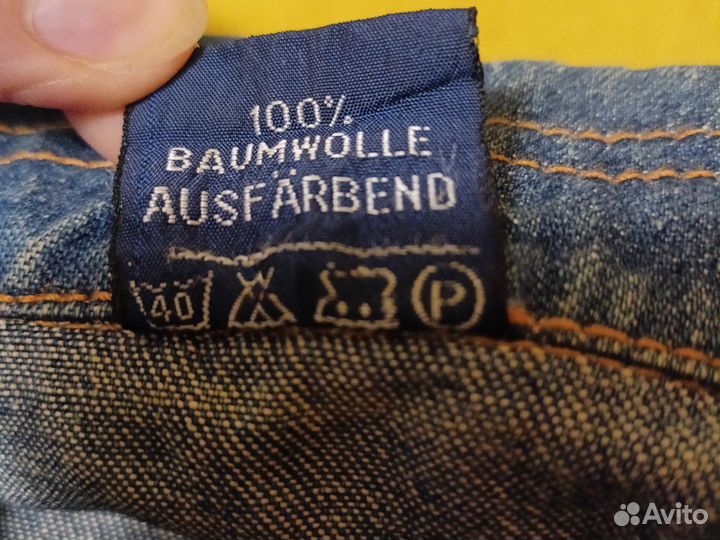 100%
BAUMWOLLE
AUSFÄRBEND
40 P
Avito